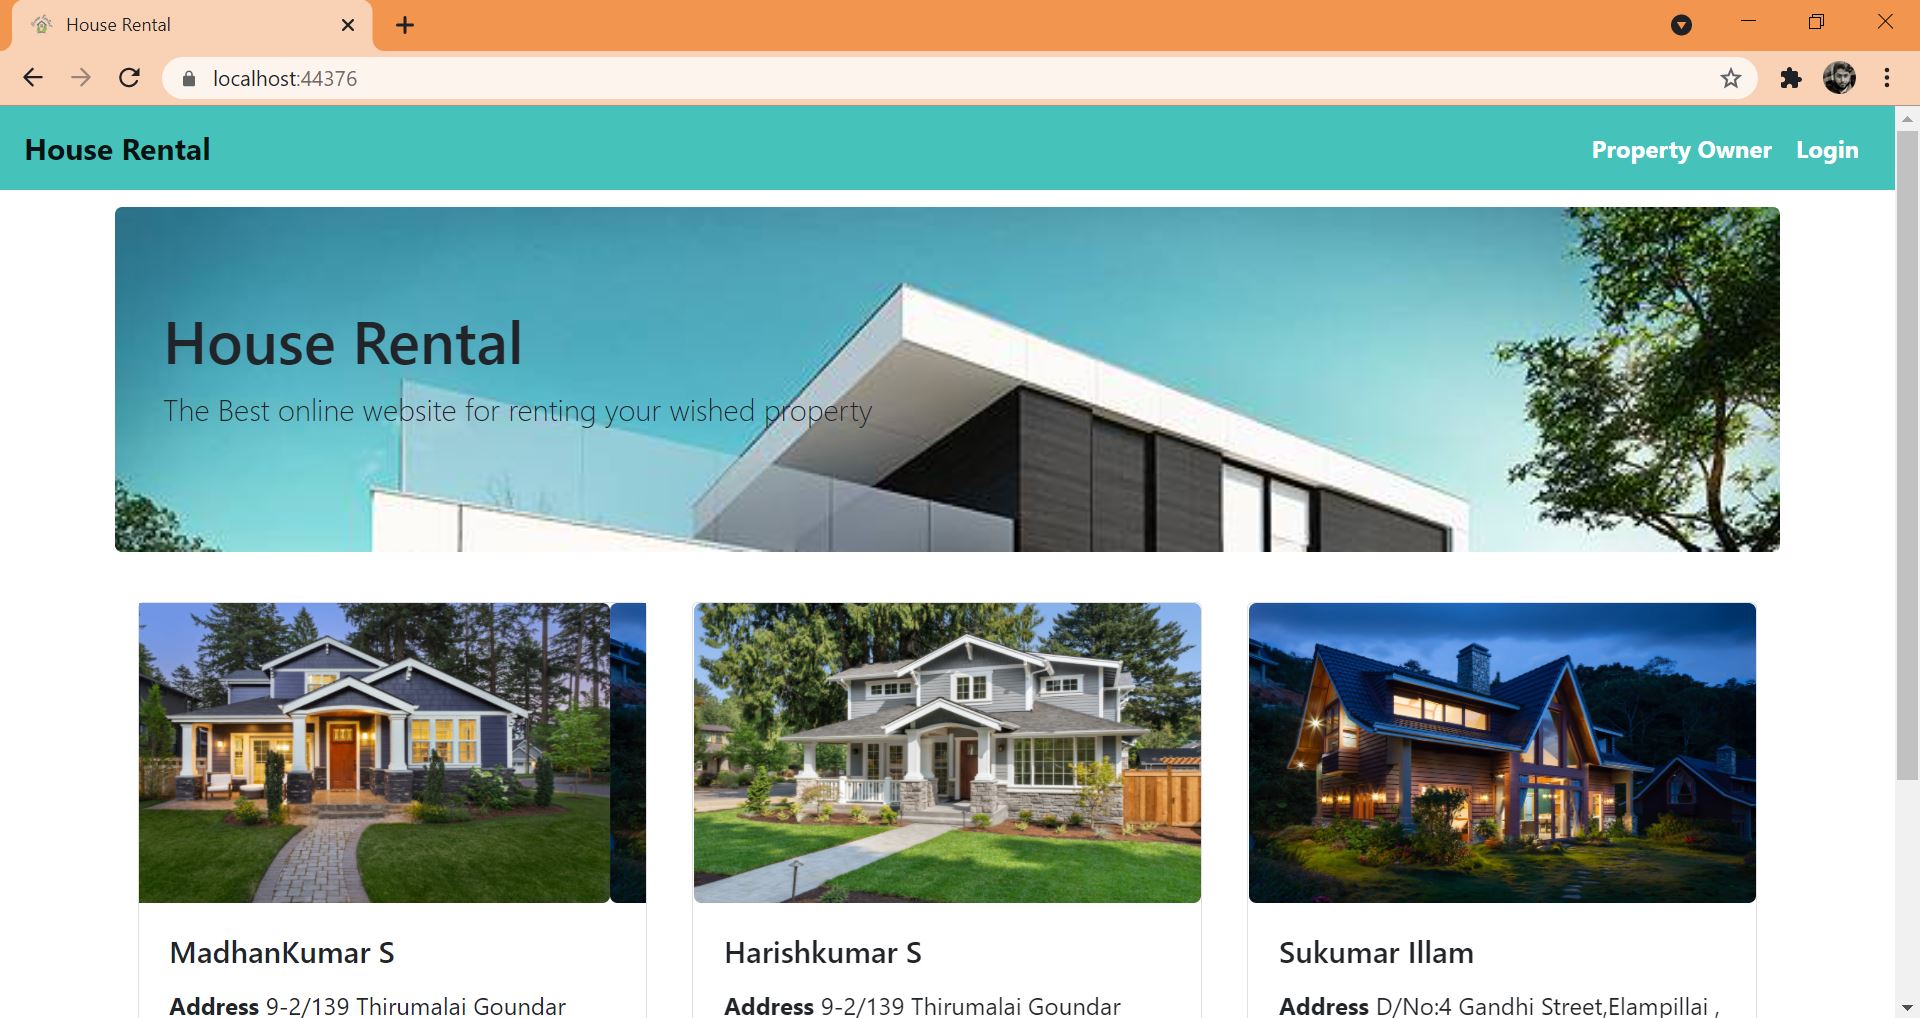 House Rental
localhost:44376
House Rental
Property Owner Login
House Rental
The Best online website for renting your wished property
MadhanKumar S
Harishkumar S
Sukumar Illam
Address 9-2/139 Thirumalai Goundar
Address 9-2/139 Thirumalai Goundar
Address D/No:4 Gandhi Street,Elampillai ,